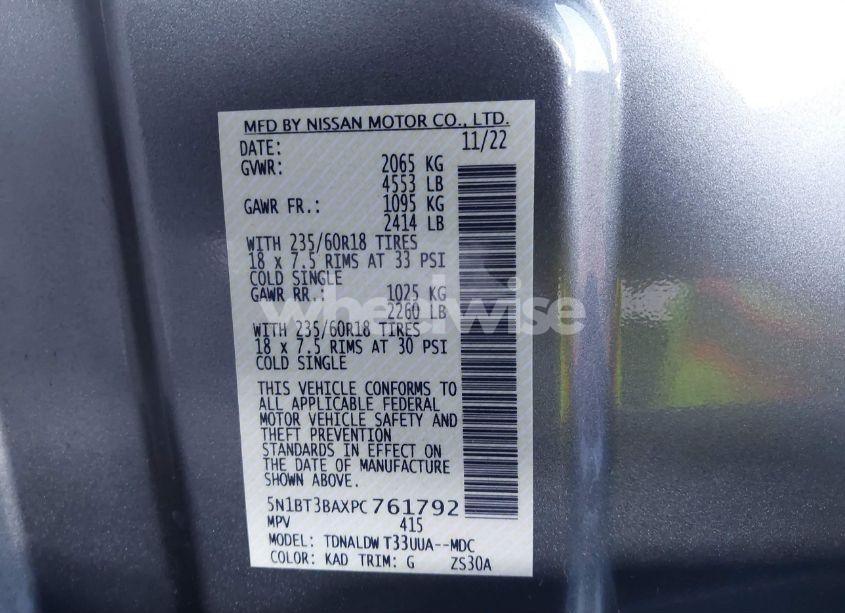 MFD BY NISSAN MOTOR CO., LTD.
DATE: 11/22
GVWR: 2065 KG
4553 LB
GAWR FR.: 1095 KG
2414 LB
WITH 235/60R18 TIRES
18 x 7.5 RIMS AT 33 PSI
COLD SINGLE
GAWR RR.: 1025 KG
2260 LB
WITH 235/60R18 TIRES
18 x 7.5 RIMS AT 30 PSI
COLD SINGLE
THIS VEHICLE CONFORMS TO
ALL APPLICABLE FEDERAL
MOTOR VEHICLE SAFETY AND
THEFT PREVENTION
STANDARDS IN EFFECT ON
THE DATE OF MANUFACTURE
SHOWN ABOVE.
5N1BT3BAXPC761792
MPV 415
MODEL: TDNALDW T33UUA--MDC
COLOR: KAD TRIM: G ZS30A
wheelwise